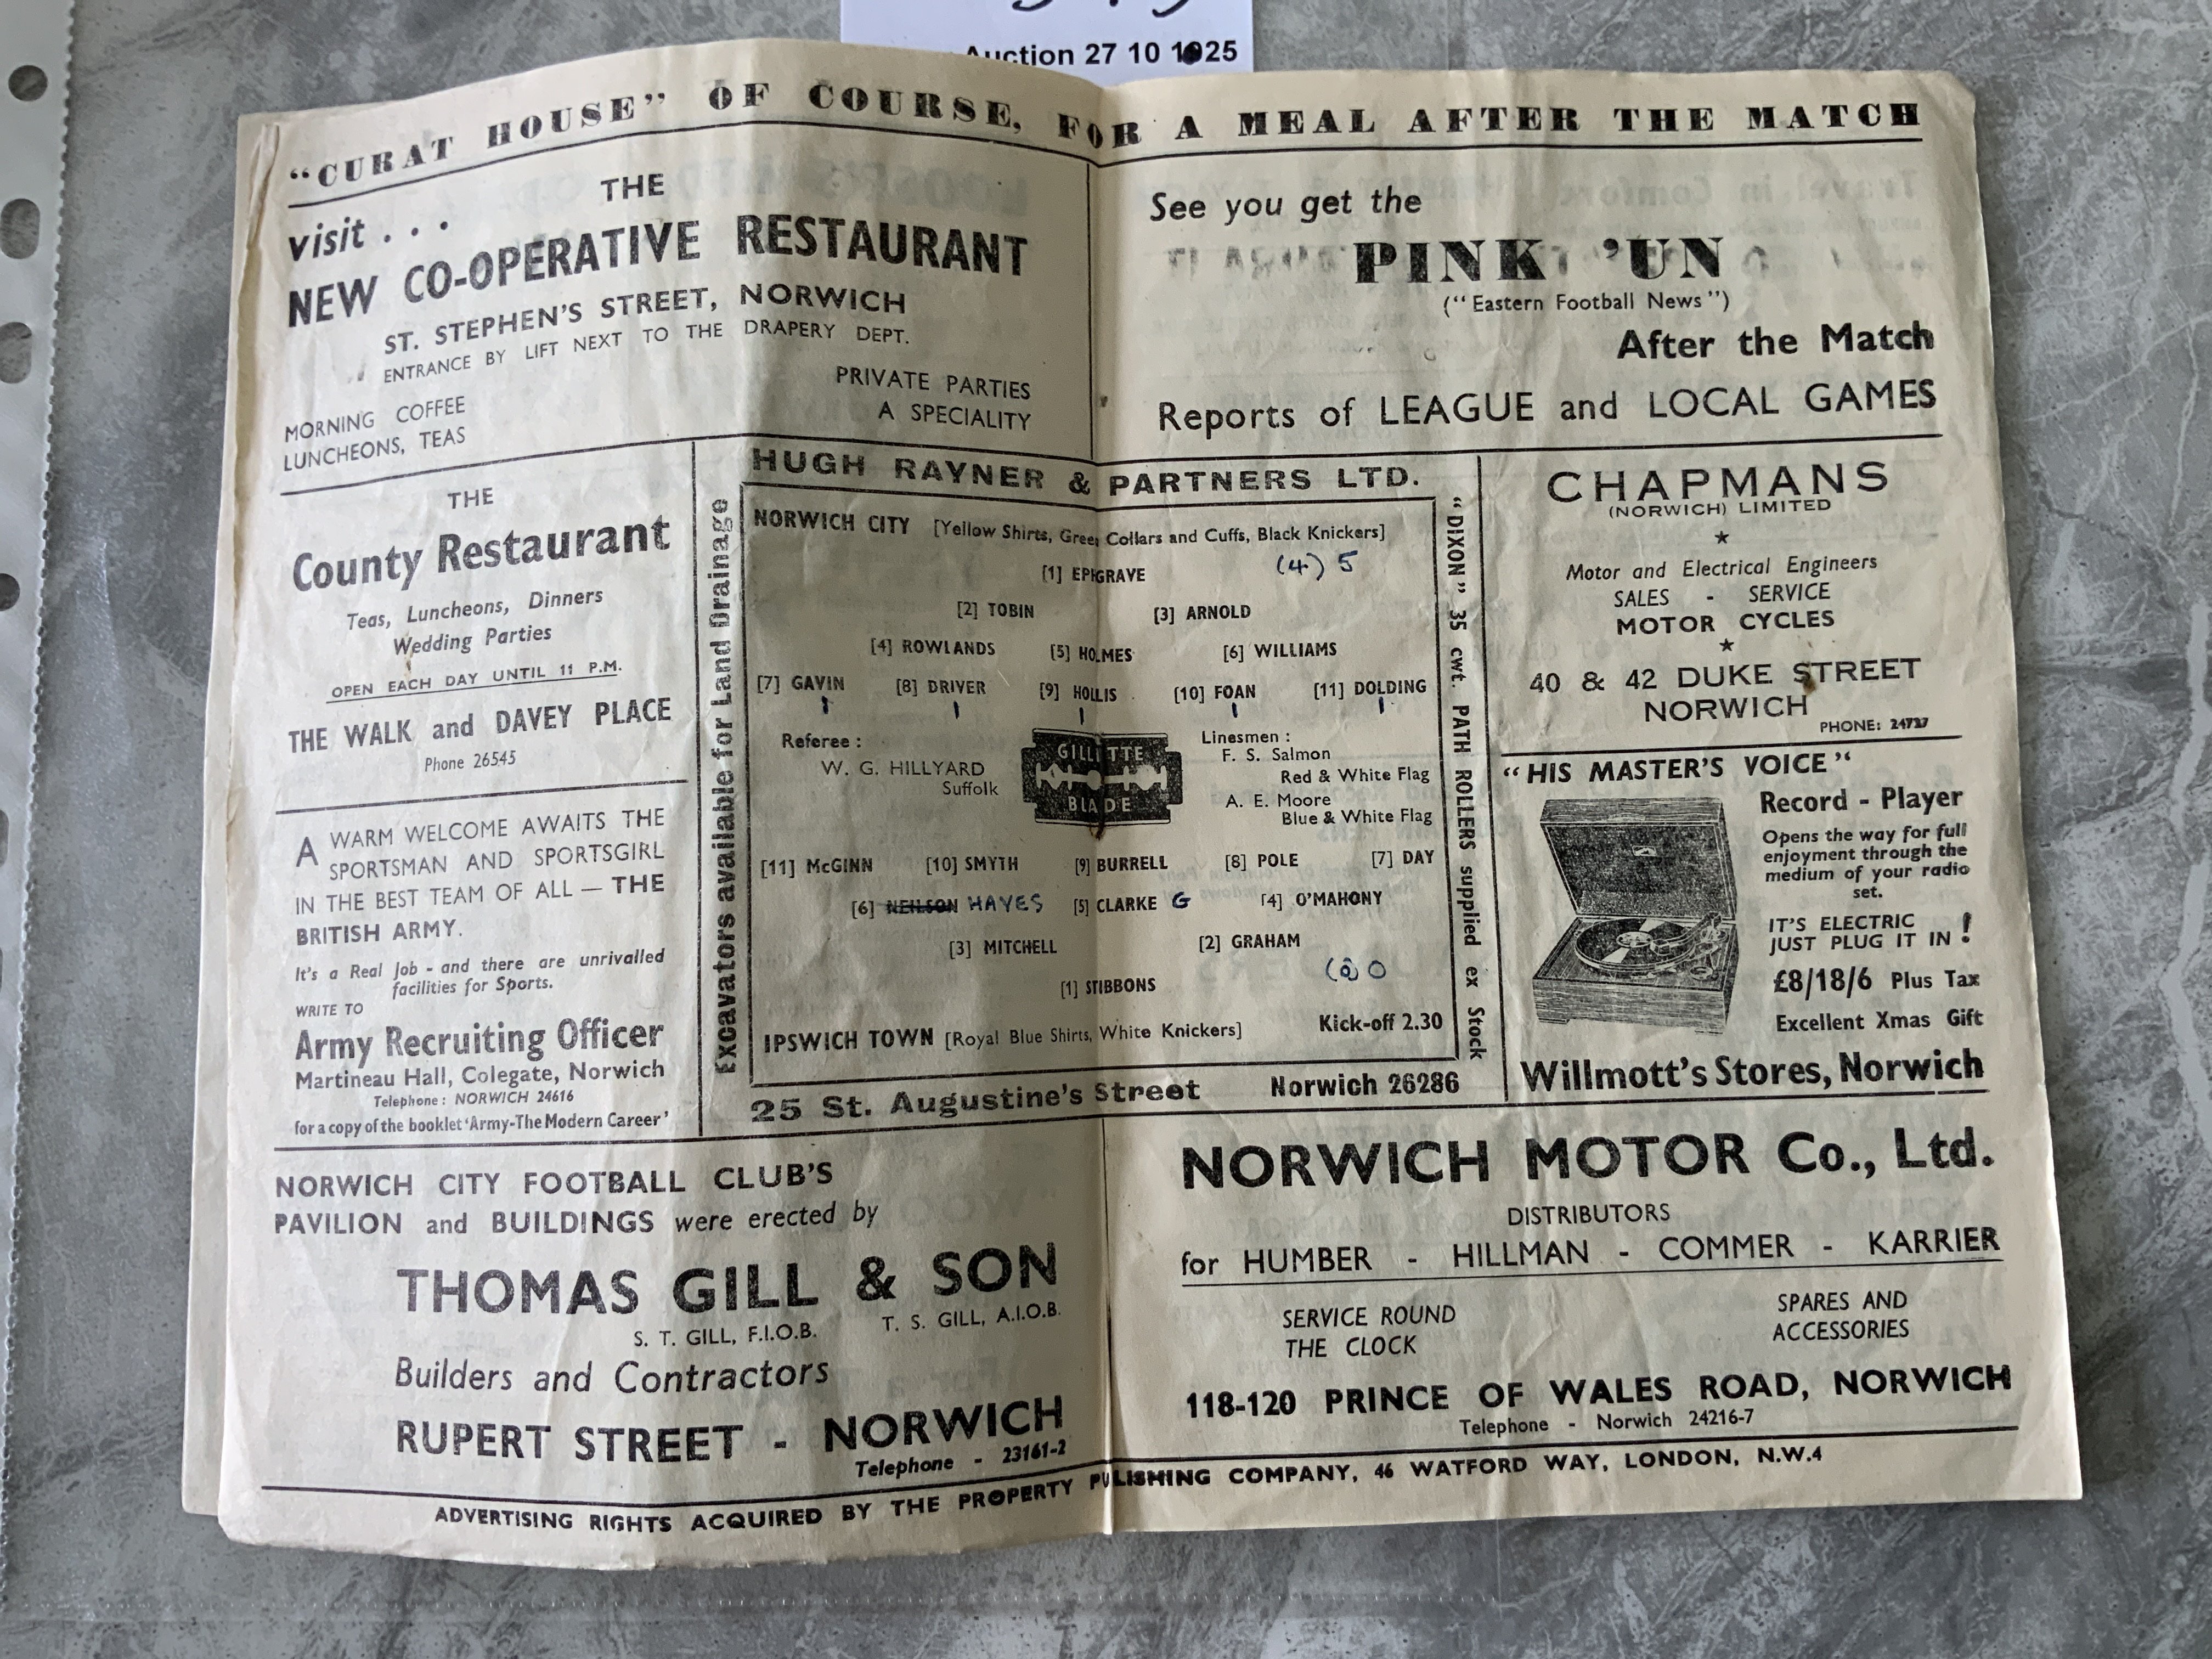 Auction 27 10 1925
"CURAT HOUSE" OF COURSE, FOR A MEAL AFTER THE MATCH
visit . . .
THE
NEW CO-OPERATIVE RESTAURANT
ST. STEPHEN'S STREET, NORWICH
ENTRANCE BY LIFT NEXT TO THE DRAPERY DEPT.
MORNING COFFEE
LUNCHEONS, TEAS
PRIVATE PARTIES
A SPECIALITY
See you get the
PINK 'UN
("Eastern Football News")
After the Match
Reports of LEAGUE and LOCAL GAMES
THE
County Restaurant
Teas, Luncheons, Dinners
Wedding Parties
OPEN EACH DAY UNTIL 11 P.M.
THE WALK and DAVEY PLACE
Phone 26545
A WARM WELCOME AWAITS THE
SPORTSMAN AND SPORTSGIRL
IN THE BEST TEAM OF ALL — THE
BRITISH ARMY.
It's a Real Job - and there are unrivalled
facilities for Sports.
WRITE TO
Army Recruiting Officer
Martineau Hall, Colegate, Norwich
Telephone: NORWICH 24616
for a copy of the booklet 'Army-The Modern Career'
HUGH RAYNER & PARTNERS LTD.
Excavators available for Land Drainage
NORWICH CITY [Yellow Shirts, Green Collars and Cuffs, Black Knickers]
[1] EPIGRAVE (4) 5
[2] TOBIN [3] ARNOLD
[4] ROWLANDS [5] HOLMES [6] WILLIAMS
[7] GAVIN [8] DRIVER [9] HOLLIS [10] FOAN [11] DOLDING
1 1 1 1 1
Referee :
W. G. HILLYARD
Suffolk
GILLETTE
BLADE
Linesmen :
F. S. Salmon
Red & White Flag
A. E. Moore
Blue & White Flag
[11] McGINN [10] SMYTH [9] BURRELL [8] POLE [7] DAY
[6] NEILSON HAYES [5] CLARKE G [4] O'MAHONY
[3] MITCHELL [2] GRAHAM
[1] STIBBONS 0
IPSWICH TOWN [Royal Blue Shirts, White Knickers] Kick-off 2.30
"DIXON" 35 cwt. PATH ROLLERS supplied ex Stock
25 St. Augustine's Street Norwich 26286
CHAPMANS
(NORWICH) LIMITED
Motor and Electrical Engineers
SALES - SERVICE
MOTOR CYCLES
40 & 42 DUKE STREET
NORWICH
PHONE: 24727
"HIS MASTER'S VOICE"
Record - Player
Opens the way for full
enjoyment through the
medium of your radio
set.
IT'S ELECTRIC
JUST PLUG IT IN !
£8/18/6 Plus Tax
Excellent Xmas Gift
Willmott's Stores, Norwich
NORWICH CITY FOOTBALL CLUB'S
PAVILION and BUILDINGS were erected by
THOMAS GILL & SON
S. T. GILL, F.I.O.B. T. S. GILL, A.I.O.B.
Builders and Contractors
RUPERT STREET - NORWICH
Telephone - 23161-2
NORWICH MOTOR Co., Ltd.
DISTRIBUTORS
for HUMBER - HILLMAN - COMMER - KARRIER
SERVICE ROUND
THE CLOCK
SPARES AND
ACCESSORIES
118-120 PRINCE OF WALES ROAD, NORWICH
Telephone - Norwich 24216-7
ADVERTISING RIGHTS ACQUIRED BY THE PROPERTY PULISHING COMPANY, 46 WATFORD WAY, LONDON, N.W.4